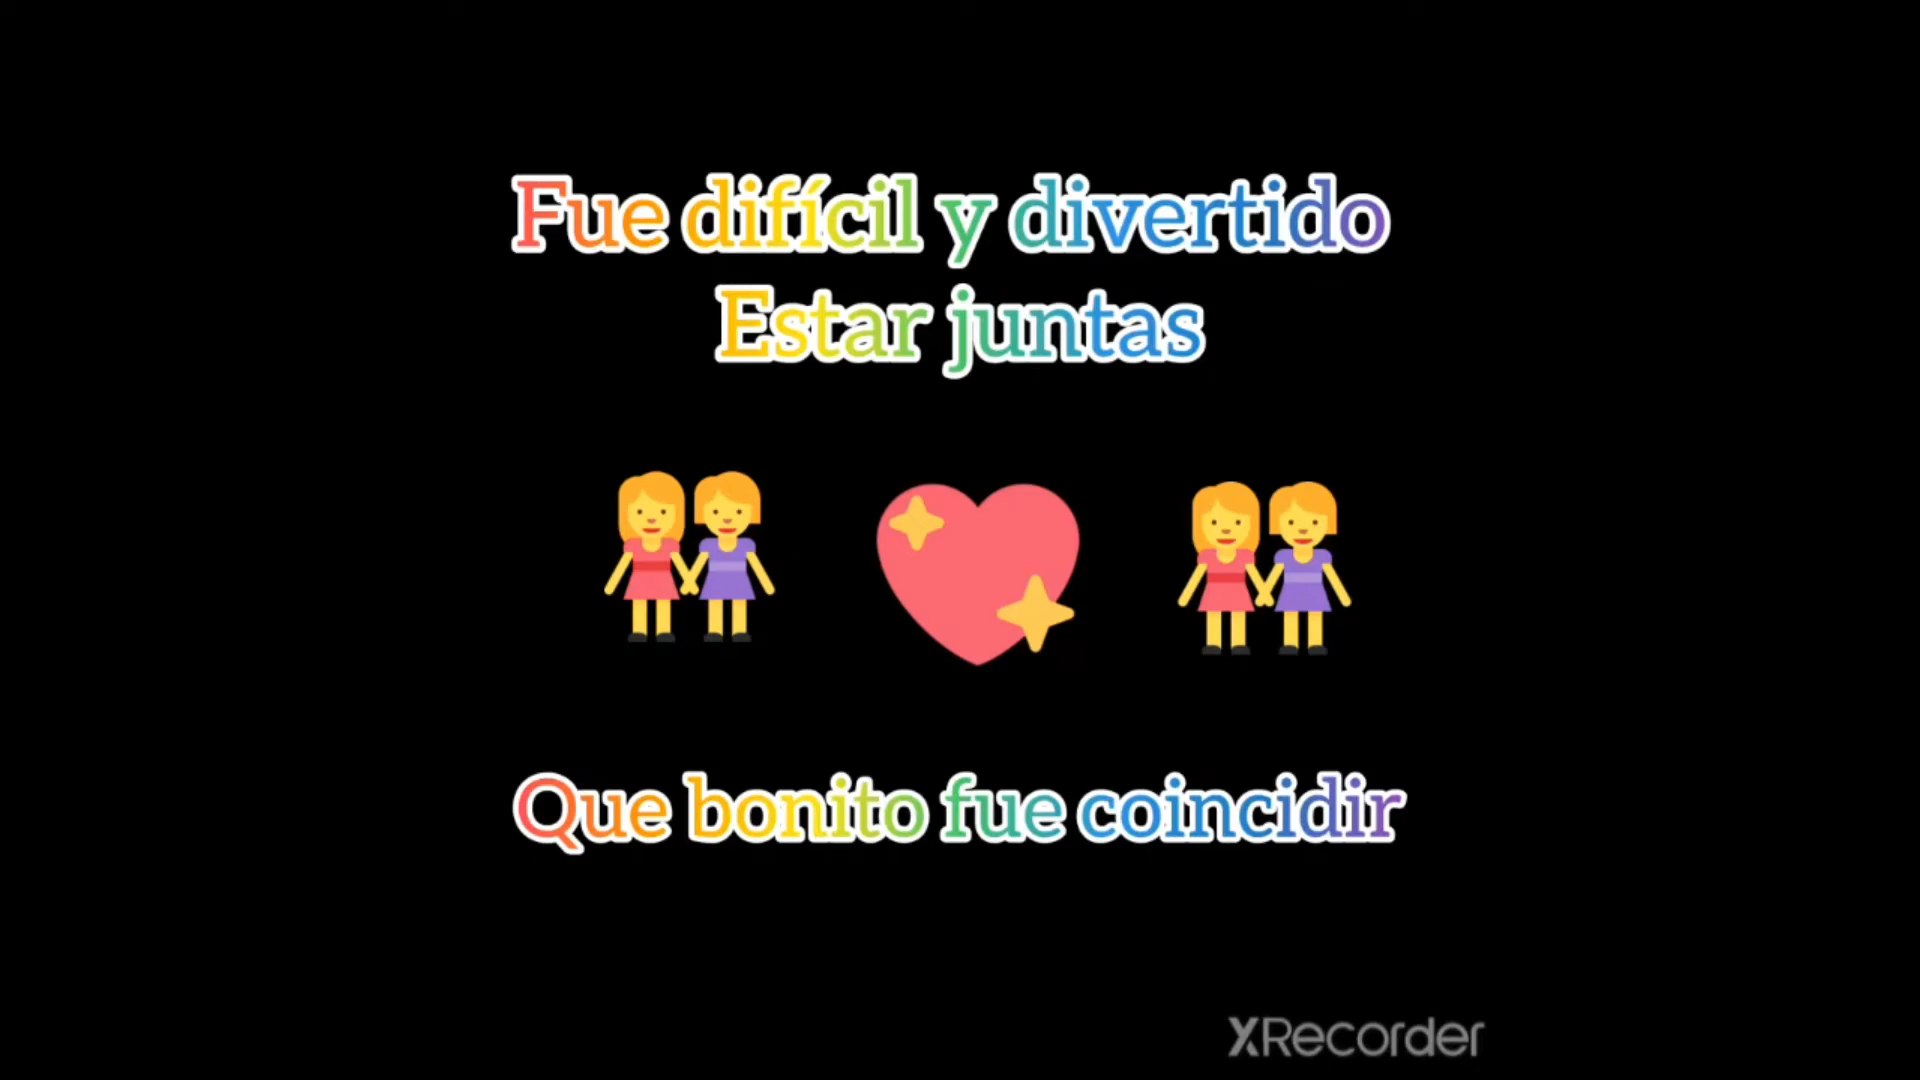 Fue difícil y divertido
Estar juntas
Que bonito fue coincidir
XRecorder